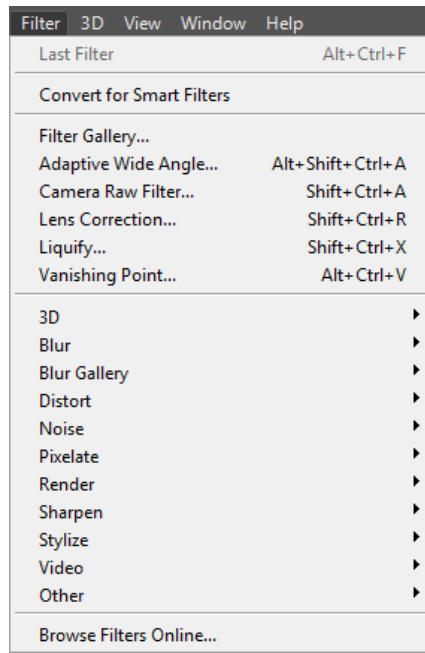 Filter 3D View Window Help
Last Filter Alt+Ctrl+F
Convert for Smart Filters
Filter Gallery...
Adaptive Wide Angle... Alt+Shift+Ctrl+A
Camera Raw Filter... Shift+Ctrl+A
Lens Correction... Shift+Ctrl+R
Liquify... Shift+Ctrl+X
Vanishing Point... Alt+Ctrl+V
3D
Blur
Blur Gallery
Distort
Noise
Pixelate
Render
Sharpen
Stylize
Video
Other
Browse Filters Online...